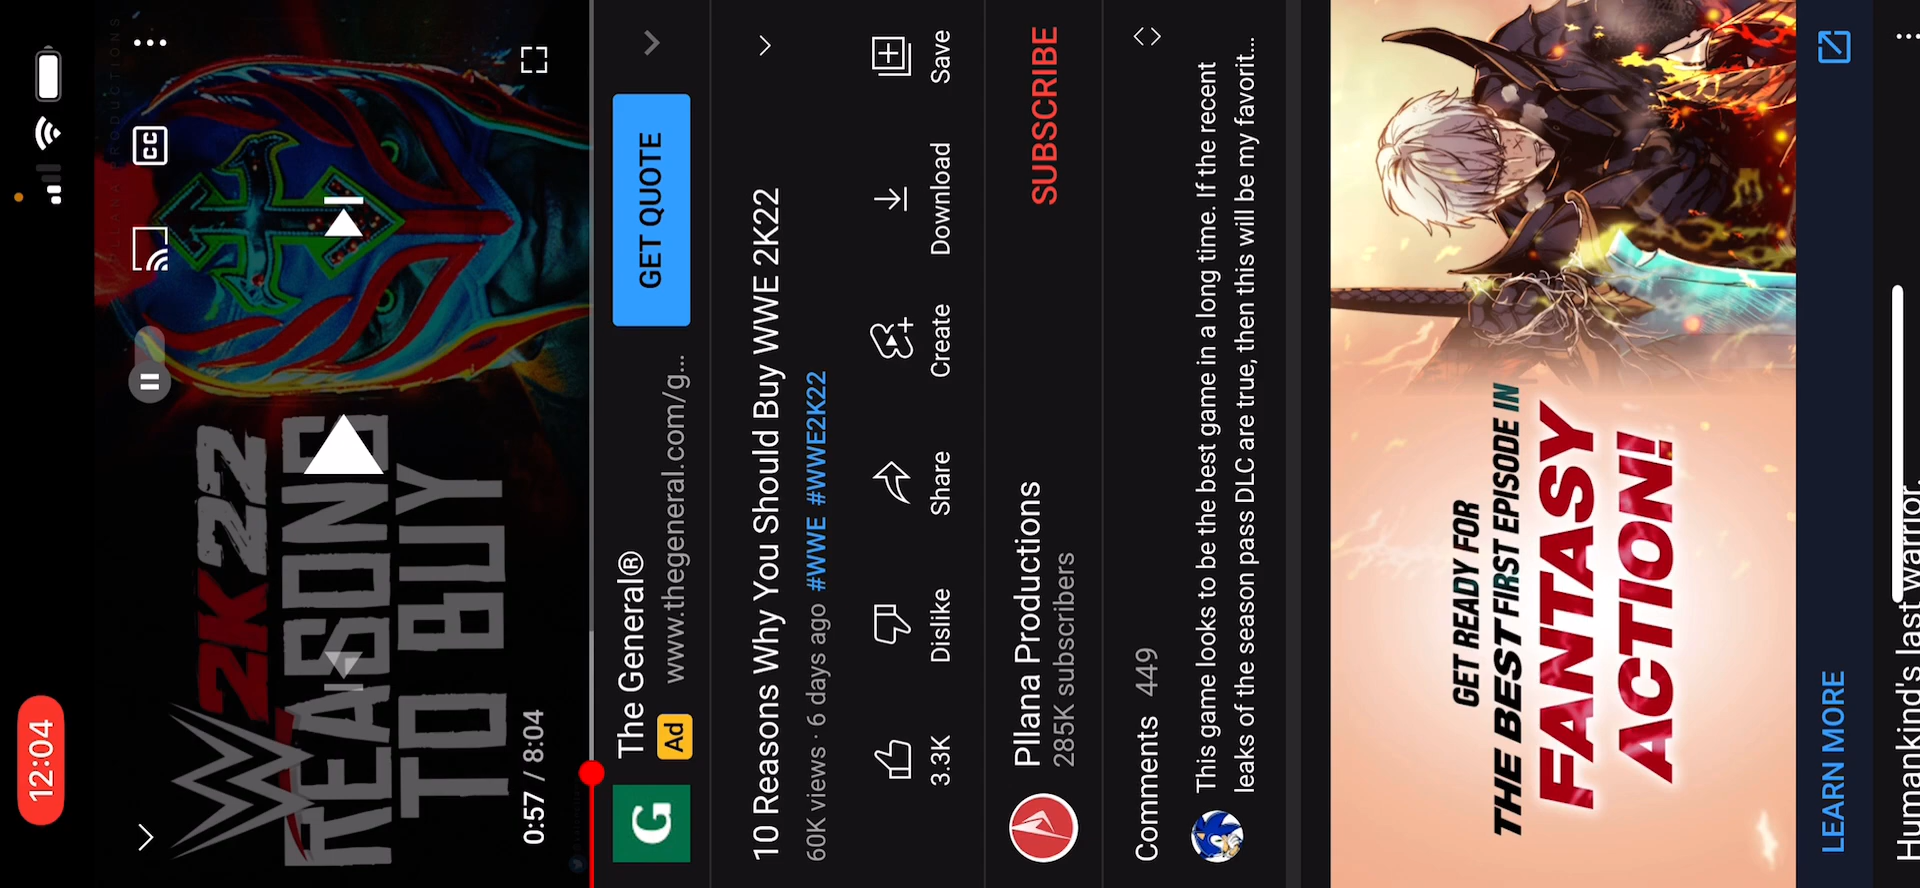 12:04
PLLANA PRODUCTIONS
CC
2K22
REASONS
TO BUY
0:57 / 8:04
G
The General®
Ad www.thegeneral.com/g...
GET QUOTE
10 Reasons Why You Should Buy WWE 2K22
60K views · 6 days ago #WWE #WWE2K22
3.3K
Dislike
Share
Create
Download
Save
Pllana Productions
285K subscribers
SUBSCRIBE
Comments 449
This game looks to be the best game in a long time. If the recent
leaks of the season pass DLC are true, then this will be my favorit...
GET READY FOR
THE BEST FIRST EPISODE IN
FANTASY
ACTION!
LEARN MORE
Humankind's last warrior.